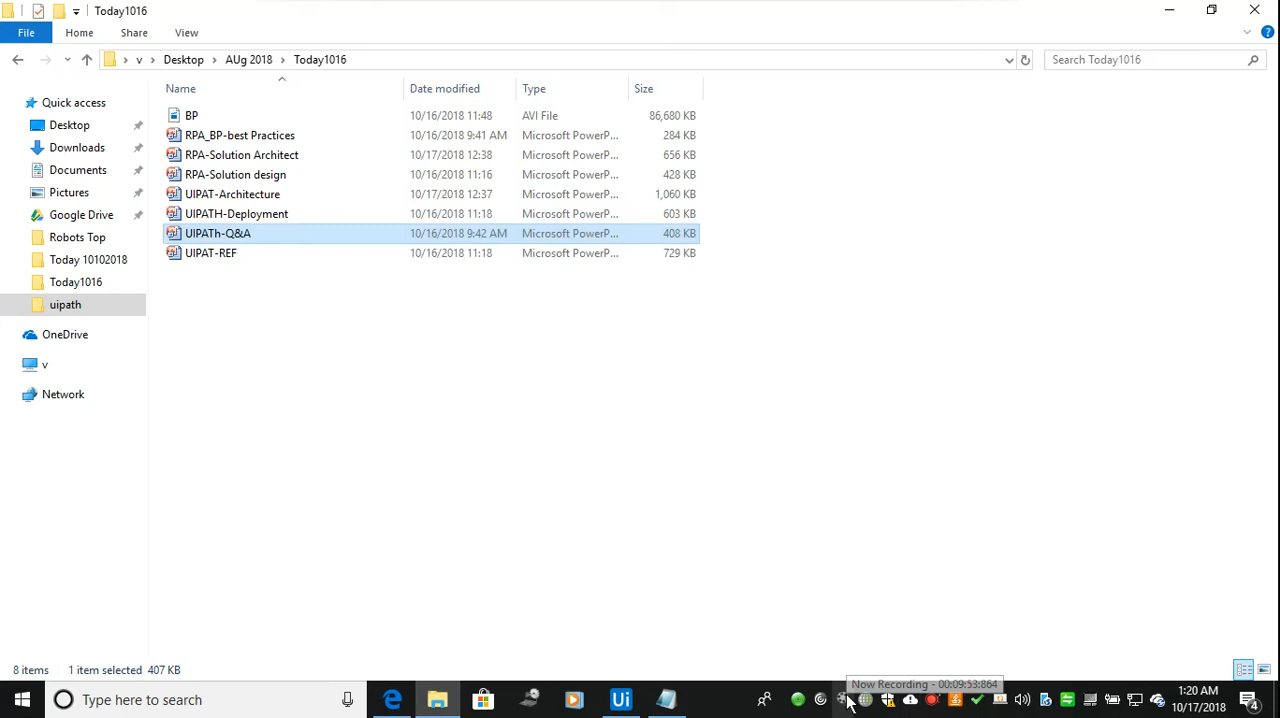 Today1016
File Home Share View
v Desktop AUg 2018 Today1016 Search Today1016
Name Date modified Type Size
Quick access
Desktop
Downloads
Documents
Pictures
Google Drive
Robots Top
Today 10102018
Today1016
uipath
OneDrive
v
Network
BP 10/16/2018 11:48 AVI File 86,680 KB
RPA_BP-best Practices 10/16/2018 9:41 AM Microsoft PowerP... 284 KB
RPA-Solution Architect 10/17/2018 12:38 Microsoft PowerP... 656 KB
RPA-Solution design 10/16/2018 11:16 Microsoft PowerP... 428 KB
UIPAT-Architecture 10/17/2018 12:37 Microsoft PowerP... 1,060 KB
UIPATH-Deployment 10/16/2018 11:18 Microsoft PowerP... 603 KB
UIPATh-Q&A 10/16/2018 9:42 AM Microsoft PowerP... 408 KB
UIPAT-REF 10/16/2018 11:18 Microsoft PowerP... 729 KB
8 items 1 item selected 407 KB
Now Recording - 00:09:53:864
Type here to search Ui 1:20 AM
10/17/2018 4